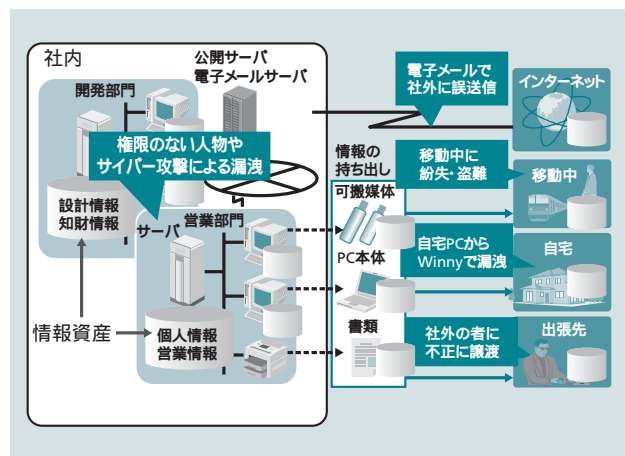 社内
公開サーバ
電子メールサーバ
開発部門
権限のない人物や
サイバー攻撃による漏洩
設計情報
知財情報
サーバ
営業部門
情報資産
個人情報
営業情報
情報の
持ち出し
可搬媒体
PC本体
書類
電子メールで
社外に誤送信
インターネット
移動中に
紛失・盗難
移動中
自宅PCから
Winnyで漏洩
自宅
社外の者に
不正に譲渡
出張先